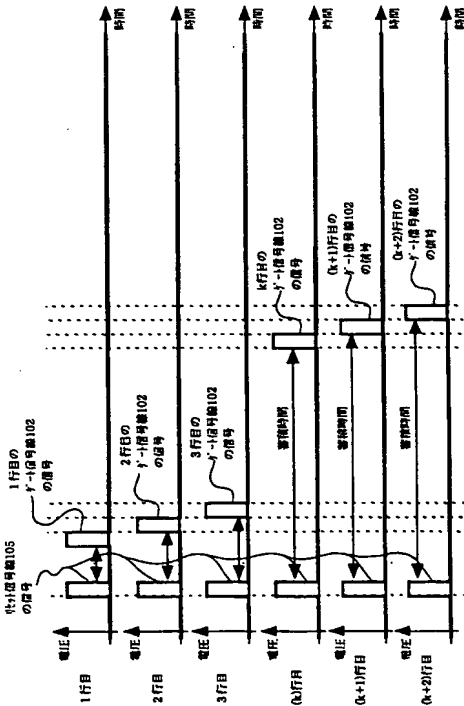 リセット信号線105
の信号
1行目の
ゲート信号線102
の信号
電圧
1行目
時間
2行目の
ゲート信号線102
の信号
電圧
2行目
時間
3行目の
ゲート信号線102
の信号
電圧
3行目
時間
k行目の
ゲート信号線102
の信号
電圧
蓄積時間
(k)行目
時間
(k+1)行目の
ゲート信号線102
の信号
電圧
蓄積時間
(k+1)行目
時間
(k+2)行目の
ゲート信号線102
の信号
電圧
蓄積時間
(k+2)行目
時間